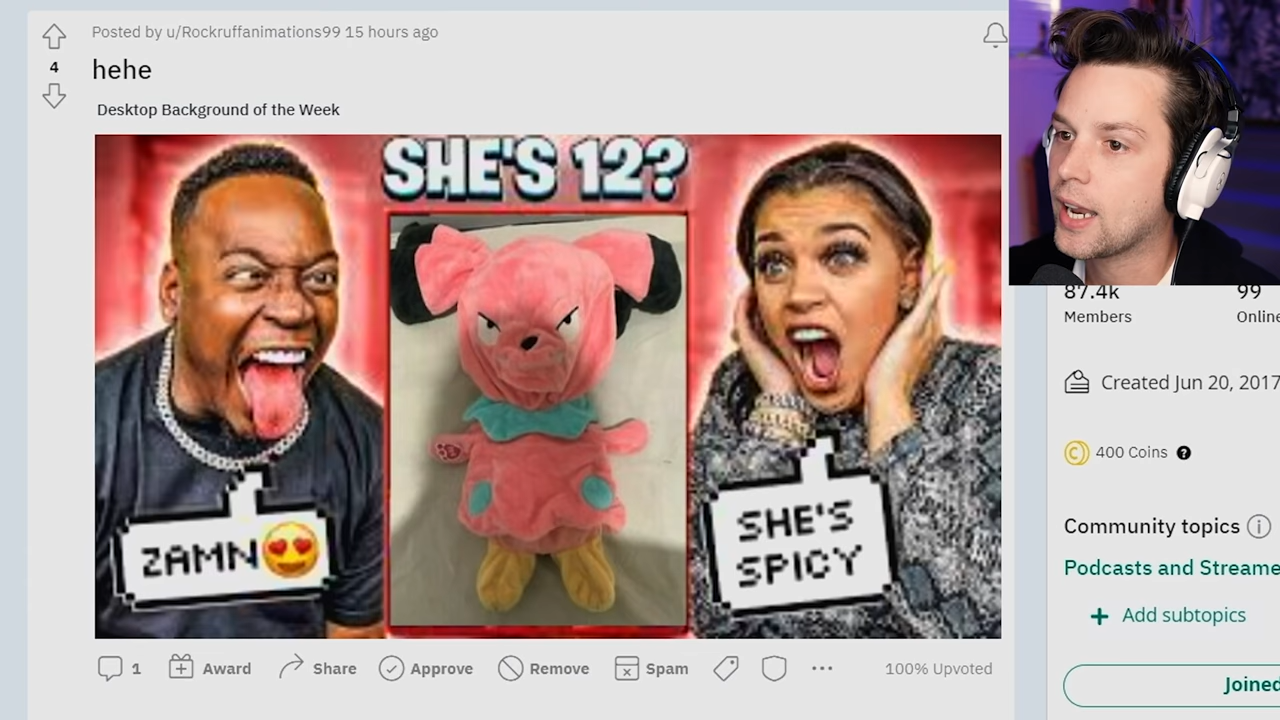 Posted by u/Rockruffanimations99 15 hours ago
4
hehe
Desktop Background of the Week
SHE'S 12?
ZAMN😍
SHE'S
SPICY
1 Award Share Approve Remove Spam 100% Upvoted
87.4k 99
Members Online
Created Jun 20, 2017
400 Coins
Community topics
Podcasts and Streame
+ Add subtopics
Joined